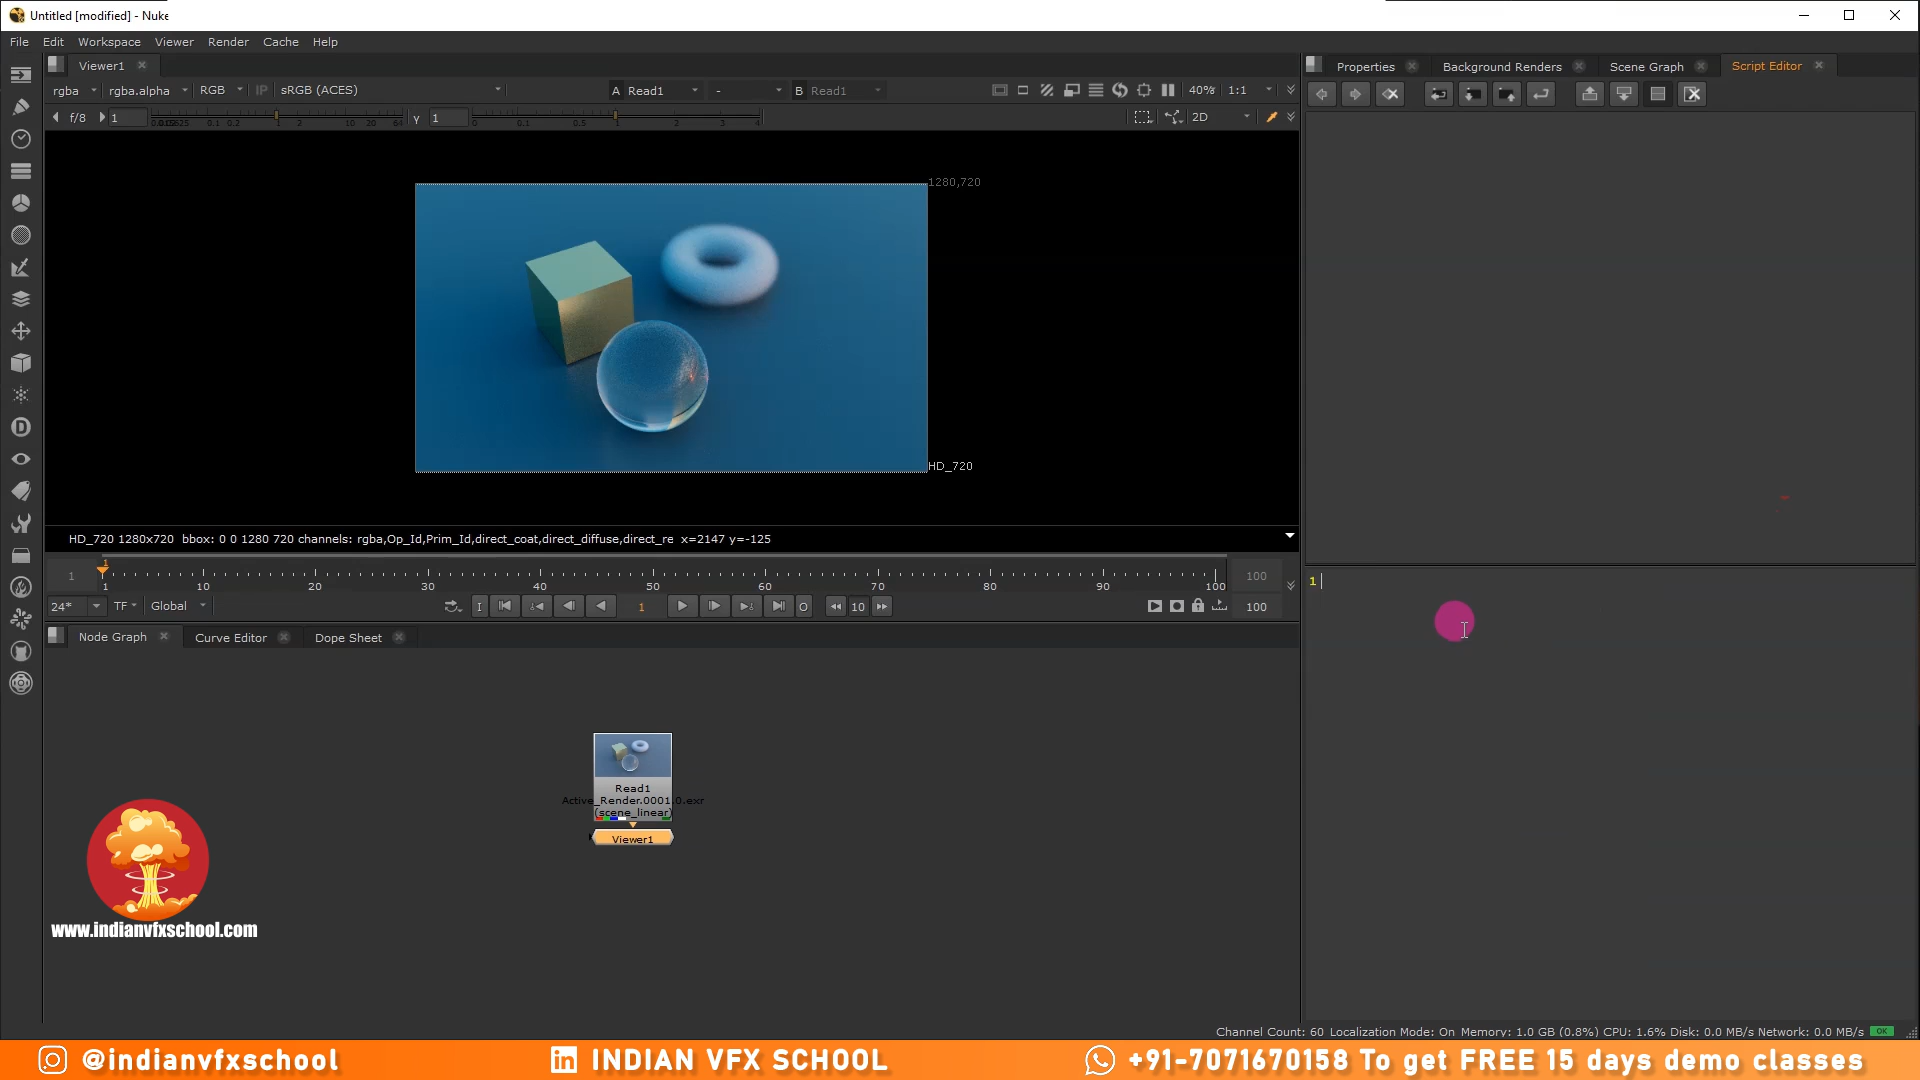 Untitled [modified] - Nuke
File Edit Workspace Viewer Render Cache Help
Viewer1
rgba rgba.alpha RGB IP sRGB (ACES) A Read1 - B Read1 40% 1:1
f/8 1 γ 1 2D
1280,720
HD_720
HD_720 1280x720 bbox: 0 0 1280 720 channels: rgba,Op_Id,Prim_Id,direct_coat,direct_diffuse,direct_re x=2147 y=-125
1 1 10 20 30 40 50 60 70 80 90 100 100
24* TF Global I 1 O 10 100
Node Graph Curve Editor Dope Sheet
Read1
Active_Render.0001.0.exr
(scene_linear)
Viewer1
www.indianvfxschool.com
Properties Background Renders Scene Graph Script Editor
1
Channel Count: 60 Localization Mode: On Memory: 1.0 GB (0.8%) CPU: 1.6% Disk: 0.0 MB/s Network: 0.0 MB/s OK
@indianvfxschool in INDIAN VFX SCHOOL +91-7071670158 To get FREE 15 days demo classes